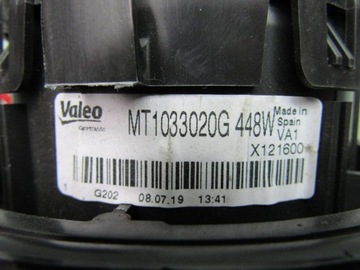 Valeo
MT1033020G 448W
Made in
Spain
VA1
X121600
1 G202 08.07.19 13:41